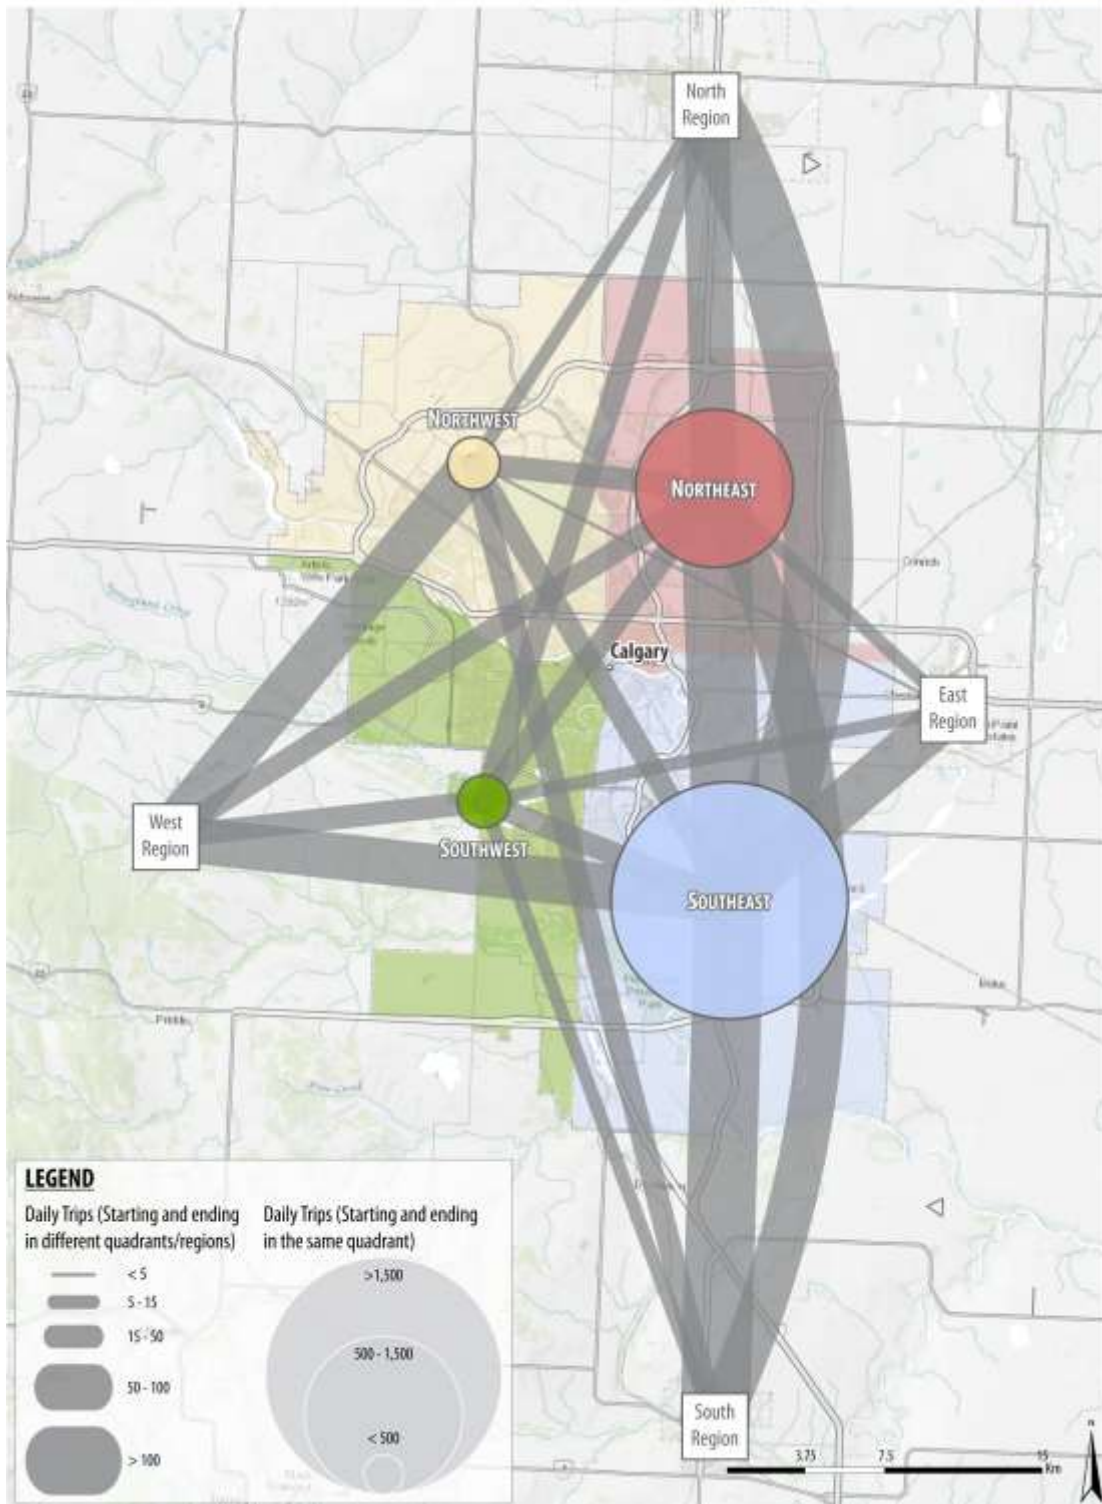 North
Region
NORTHWEST
NORTHEAST
Calgary
East
Region
West
Region
SOUTHWEST
SOUTHEAST
Priddis
LEGEND
Daily Trips (Starting and ending
in different quadrants/regions)
< 5
5 - 15
15 - 50
50 - 100
> 100
Daily Trips (Starting and ending
in the same quadrant)
>1,500
500 - 1,500
< 500
South
Region
N
3.75 7.5 15
Km